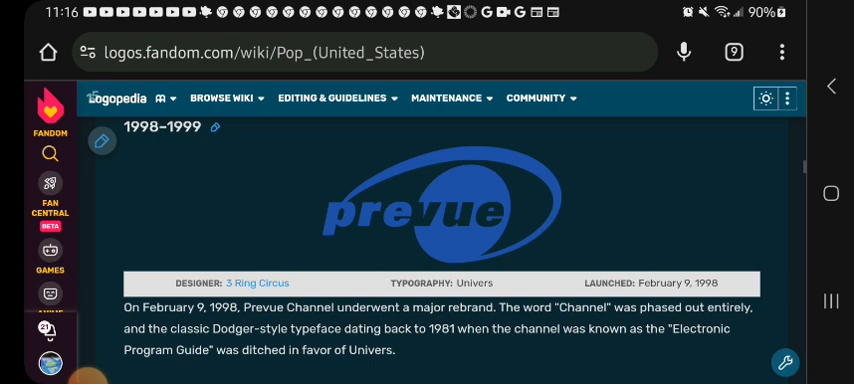 11:16 G G 90%
logos.fandom.com/wiki/Pop_(United_States) 9
Logopedia BROWSE WIKI EDITING & GUIDELINES MAINTENANCE COMMUNITY
FANDOM
FAN
CENTRAL
BETA
GAMES
21
1998–1999
prevue
DESIGNER: 3 Ring Circus TYPOGRAPHY: Univers LAUNCHED: February 9, 1998
On February 9, 1998, Prevue Channel underwent a major rebrand. The word "Channel" was phased out entirely,
and the classic Dodger-style typeface dating back to 1981 when the channel was known as the "Electronic
Program Guide" was ditched in favor of Univers.